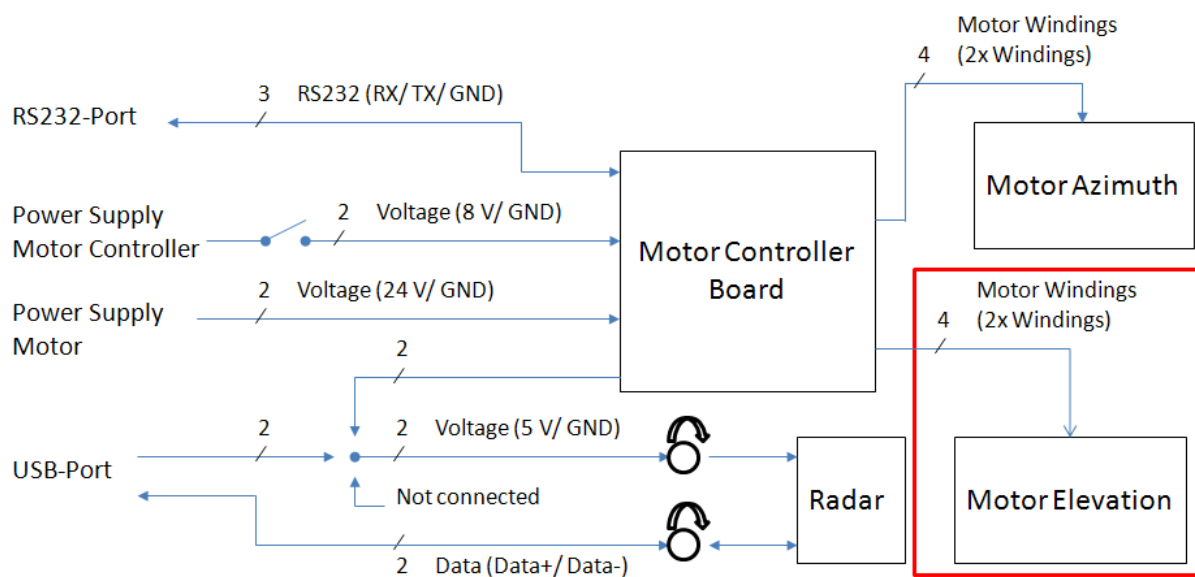 Motor Windings
(2x Windings)
4
3 RS232 (RX/ TX/ GND)
RS232-Port
Motor Azimuth
Power Supply
Motor Controller
2 Voltage (8 V/ GND)
Motor Controller
Board
2 Voltage (24 V/ GND)
Power Supply
Motor
Motor Windings
(2x Windings)
4
2
2
2 Voltage (5 V/ GND)
USB-Port
Not connected
Radar
Motor Elevation
2 Data (Data+/ Data-)